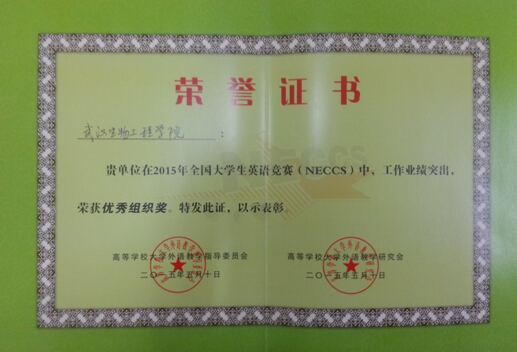 荣誉证书
武汉生物工程学院：
贵单位在2015年全国大学生英语竞赛（NECCS）中，工作业绩突出，
荣获优秀组织奖。特发此证，以示表彰。
高等学校大学外语教学指导委员会 高等学校大学外语教学研究会
二〇一五年五月十日 二〇一五年五月十日